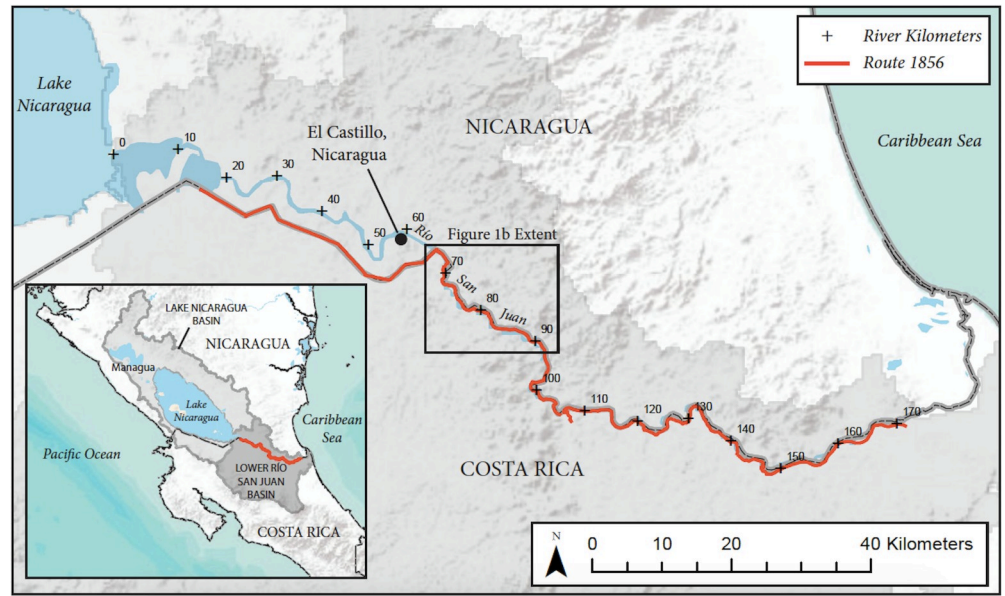 River Kilometers
Route 1856
Lake
Nicaragua
0
10
20
30
40
50
60
El Castillo,
Nicaragua
NICARAGUA
Caribbean Sea
Río
Figure 1b Extent
70
San
80
Juan
90
100
110
120
130
140
150
160
170
COSTA RICA
LAKE NICARAGUA
BASIN
NICARAGUA
Managua
Lake
Nicaragua
Caribbean
Sea
Pacific Ocean
LOWER RÍO
SAN JUAN
BASIN
COSTA RICA
N
0 10 20 40 Kilometers